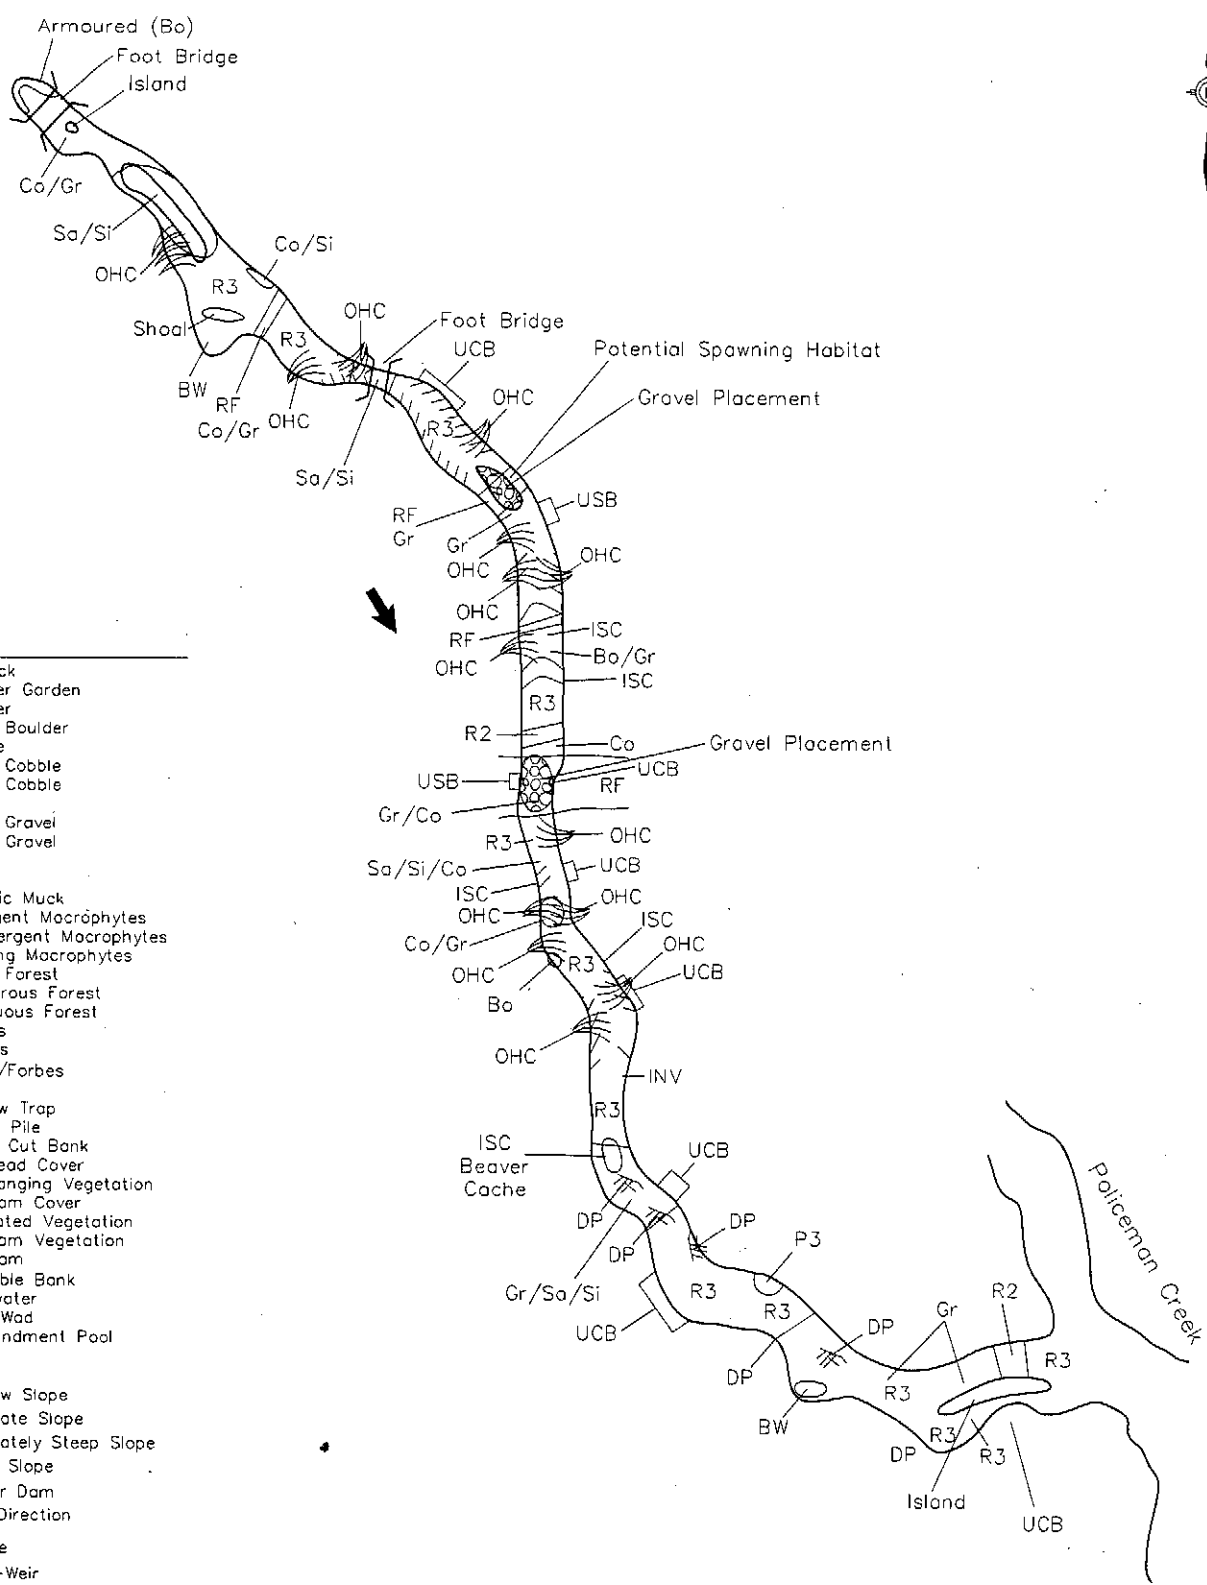 Armoured (Bo)
Foot Bridge
Island
Co/Gr
Sa/Si
OHC
Co/Si
R3
Shoal
OHC
Foot Bridge
R3
UCB
Potential Spawning Habitat
BW
RF
Co/Gr
OHC
OHC
Gravel Placement
R3
Sa/Si
USB
RF
Gr
Gr
OHC
OHC
OHC
RF
ISC
Bo/Gr
OHC
ISC
R3
R2
Co
Gravel Placement
USB
UCB
RF
Gr/Co
R3
OHC
Sa/Si/Co
UCB
ISC
OHC
OHC
ISC
Co/Gr
OHC
R3
OHC
UCB
Bo
OHC
INV
R3
ISC
Beaver
Cache
UCB
DP
DP
DP
P3
Gr/Sa/Si
R3
R3
UCB
DP
DP
Gr
R2
R3
R3
BW
R3
DP
R3
Island
UCB
Policeman Creek
ck
er Garden
er
Boulder
e
Cobble
Cobble
Gravel
Gravel
ic Muck
gent Macrophytes
ergent Macrophytes
ng Macrophytes
Forest
rous Forest
uous Forest
s
s
/Forbes
w Trap
Pile
Cut Bank
ead Cover
anging Vegetation
am Cover
ated Vegetation
am Vegetation
am
ble Bank
water
Wad
ndment Pool
w Slope
ate Slope
ately Steep Slope
Slope
r Dam
Direction
e
-Weir